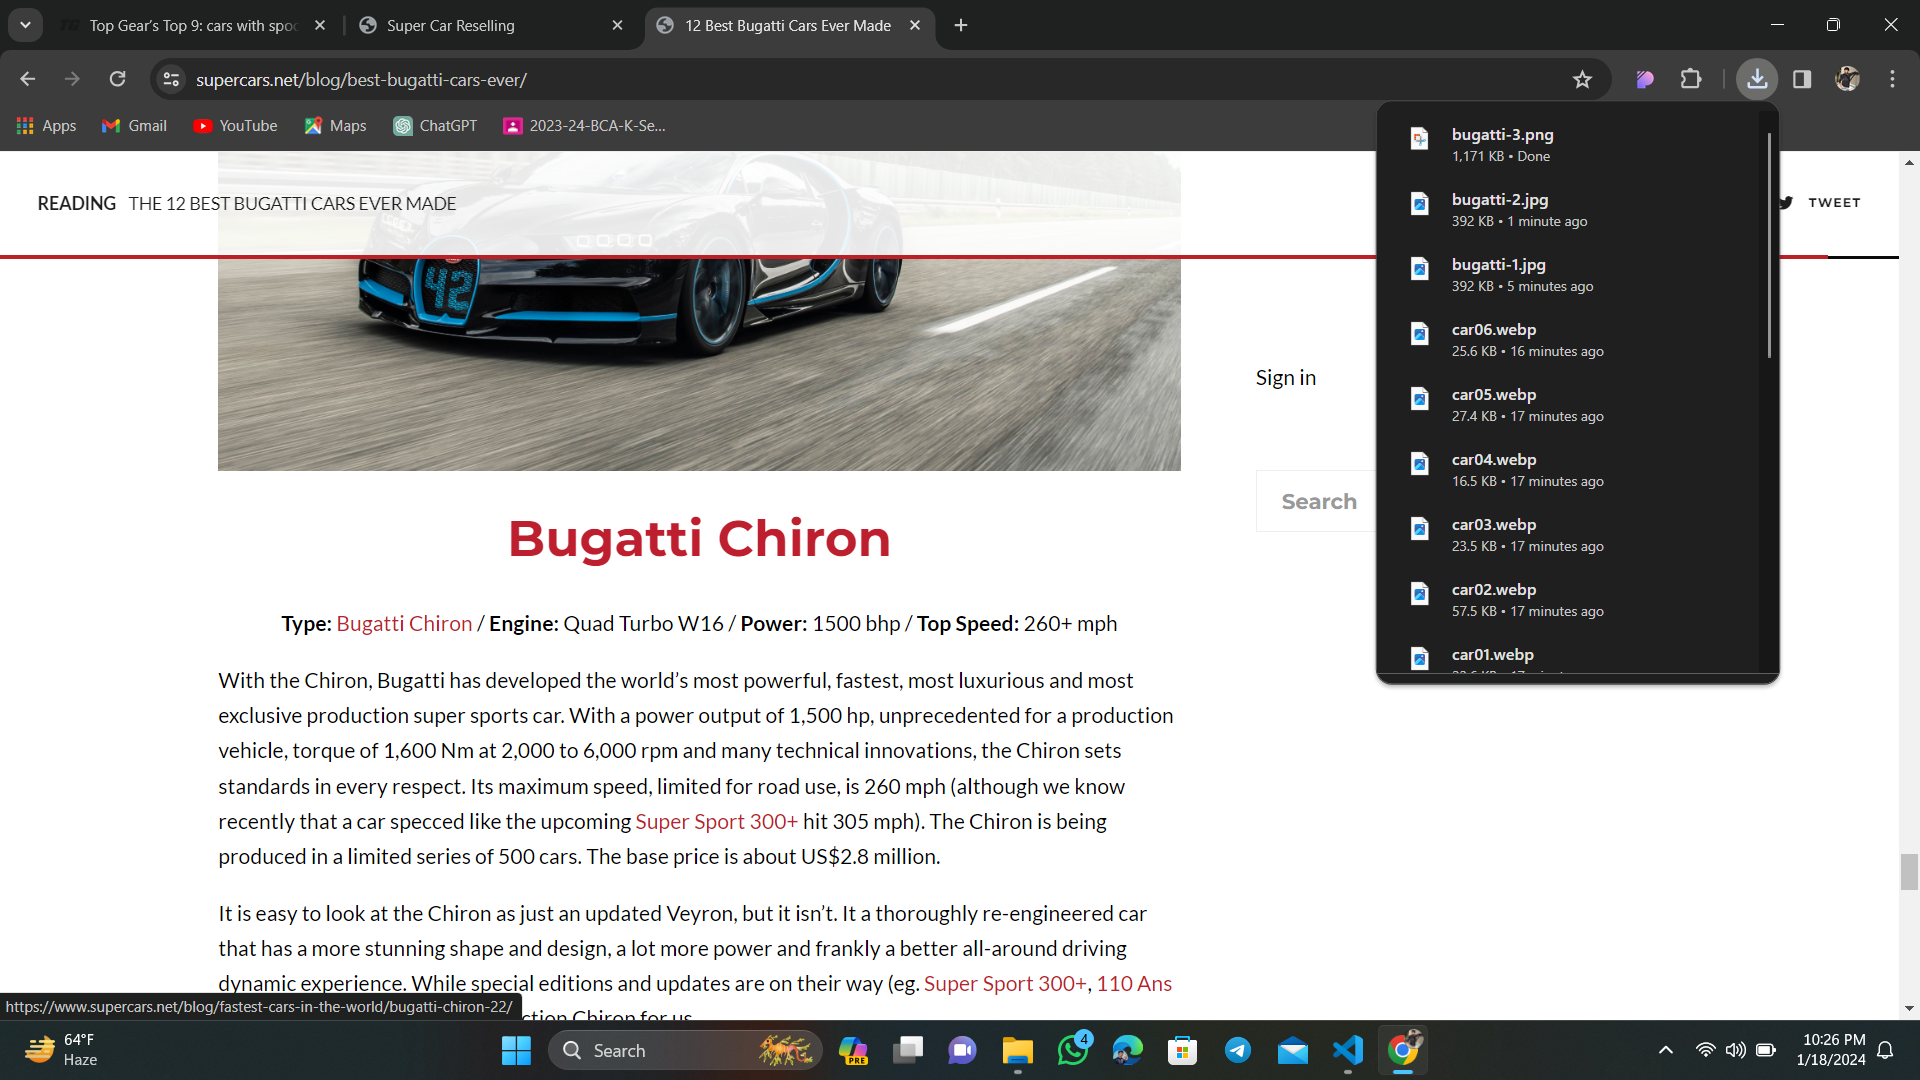 Top Gear's Top 9: cars with spoo
Super Car Reselling
12 Best Bugatti Cars Ever Made
supercars.net/blog/best-bugatti-cars-ever/
Apps
Gmail
YouTube
Maps
ChatGPT
2023-24-BCA-K-Se...
READING THE 12 BEST BUGATTI CARS EVER MADE
TWEET
bugatti-3.png
1,171 KB • Done
bugatti-2.jpg
392 KB • 1 minute ago
bugatti-1.jpg
392 KB • 5 minutes ago
car06.webp
25.6 KB • 16 minutes ago
car05.webp
27.4 KB • 17 minutes ago
car04.webp
16.5 KB • 17 minutes ago
car03.webp
23.5 KB • 17 minutes ago
car02.webp
57.5 KB • 17 minutes ago
car01.webp
12
Sign in
Search
Bugatti Chiron
Type: Bugatti Chiron / Engine: Quad Turbo W16 / Power: 1500 bhp / Top Speed: 260+ mph
With the Chiron, Bugatti has developed the world's most powerful, fastest, most luxurious and most
exclusive production super sports car. With a power output of 1,500 hp, unprecedented for a production
vehicle, torque of 1,600 Nm at 2,000 to 6,000 rpm and many technical innovations, the Chiron sets
standards in every respect. Its maximum speed, limited for road use, is 260 mph (although we know
recently that a car specced like the upcoming Super Sport 300+ hit 305 mph). The Chiron is being
produced in a limited series of 500 cars. The base price is about US$2.8 million.
It is easy to look at the Chiron as just an updated Veyron, but it isn't. It a thoroughly re-engineered car
that has a more stunning shape and design, a lot more power and frankly a better all-around driving
dynamic experience. While special editions and updates are on their way (eg. Super Sport 300+, 110 Ans
ction Chiron for us
https://www.supercars.net/blog/fastest-cars-in-the-world/bugatti-chiron-22/
64°F
Haze
Search
PRE
4
10:26 PM
1/18/2024